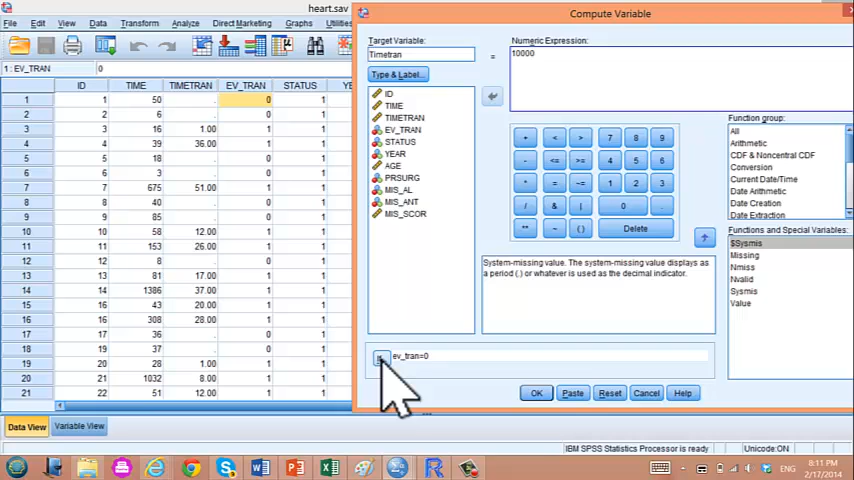 heart.sav
Compute Variable
File Edit View Data Transform Analyze Direct Marketing Graphs Utilities
1 : EV_TRAN 0
ID TIME TIMETRAN EV_TRAN STATUS YE
1 1 50 . 0 1
2 2 6 . 0 1
3 3 16 1.00 1 1
4 4 39 36.00 1 1
5 5 18 . 0 1
6 6 3 . 0 1
7 7 675 51.00 1 1
8 8 40 . 0 1
9 9 85 . 0 1
10 10 58 12.00 1 1
11 11 153 26.00 1 1
12 12 8 . 0 1
13 13 81 17.00 1 1
14 14 1386 37.00 1 1
15 16 43 20.00 1 1
16 16 308 28.00 1 1
17 17 36 . 0 1
18 18 37 . 0 1
19 20 28 1.00 1 1
20 21 1032 8.00 1 1
21 22 51 12.00 1 1
Data View Variable View
Target Variable:
Timetran
=
Numeric Expression:
10000
Type & Label...
ID
TIME
TIMETRAN
EV_TRAN
STATUS
YEAR
AGE
PRSURG
MIS_AL
MIS_ANT
MIS_SCOR
+ < > 7 8 9
- <= >= 4 5 6
* = ~= 1 2 3
/ & | 0 .
** ~ ( ) Delete
Function group:
All
Arithmetic
CDF & Noncentral CDF
Conversion
Current Date/Time
Date Arithmetic
Date Creation
Date Extraction
Functions and Special Variables:
$Sysmis
Missing
Nmiss
Nvalid
Sysmis
Value
System-missing value. The system-missing value displays as
a period (.) or whatever is used as the decimal indicator.
ev_tran=0
OK Paste Reset Cancel Help
IBM SPSS Statistics Processor is ready Unicode:ON
ENG
8:11 PM
2/17/2014